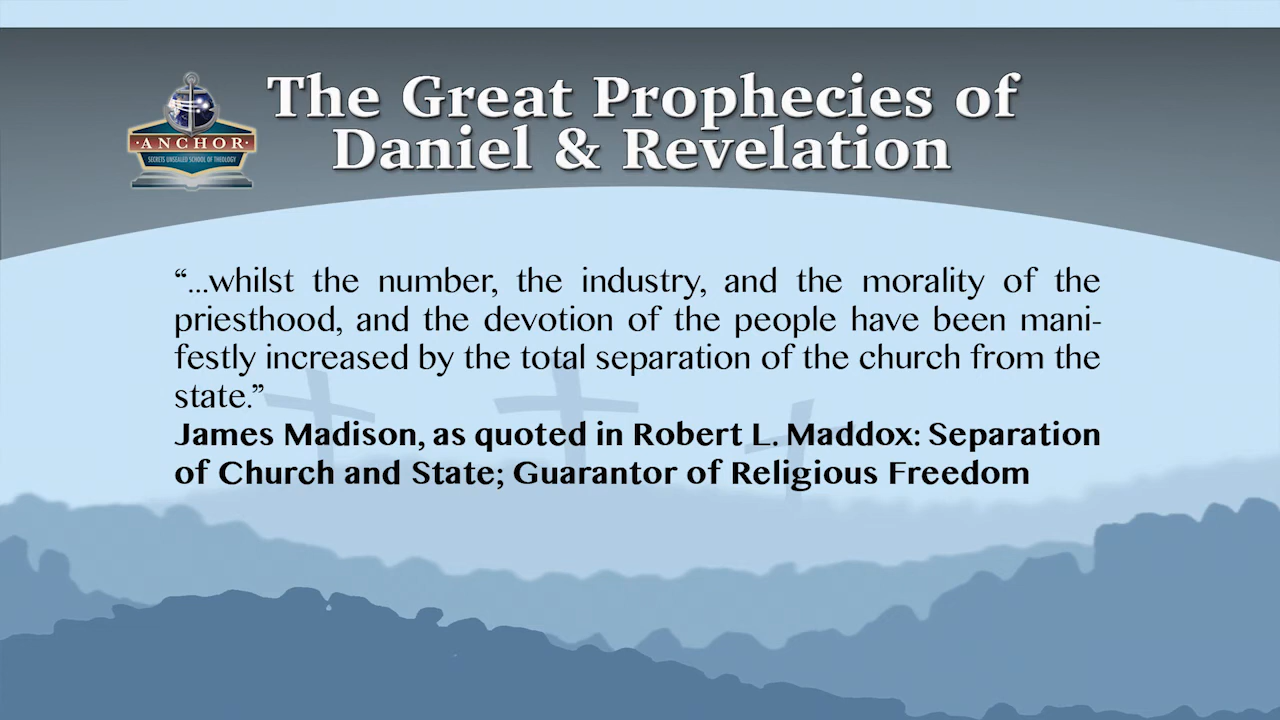 The Great Prophecies of
Daniel & Revelation
·ANCHOR·
SECRETS UNSEALED SCHOOL OF THEOLOGY
“...whilst the number, the industry, and the morality of the
priesthood, and the devotion of the people have been mani-
festly increased by the total separation of the church from the
state.”
James Madison, as quoted in Robert L. Maddox: Separation
of Church and State; Guarantor of Religious Freedom